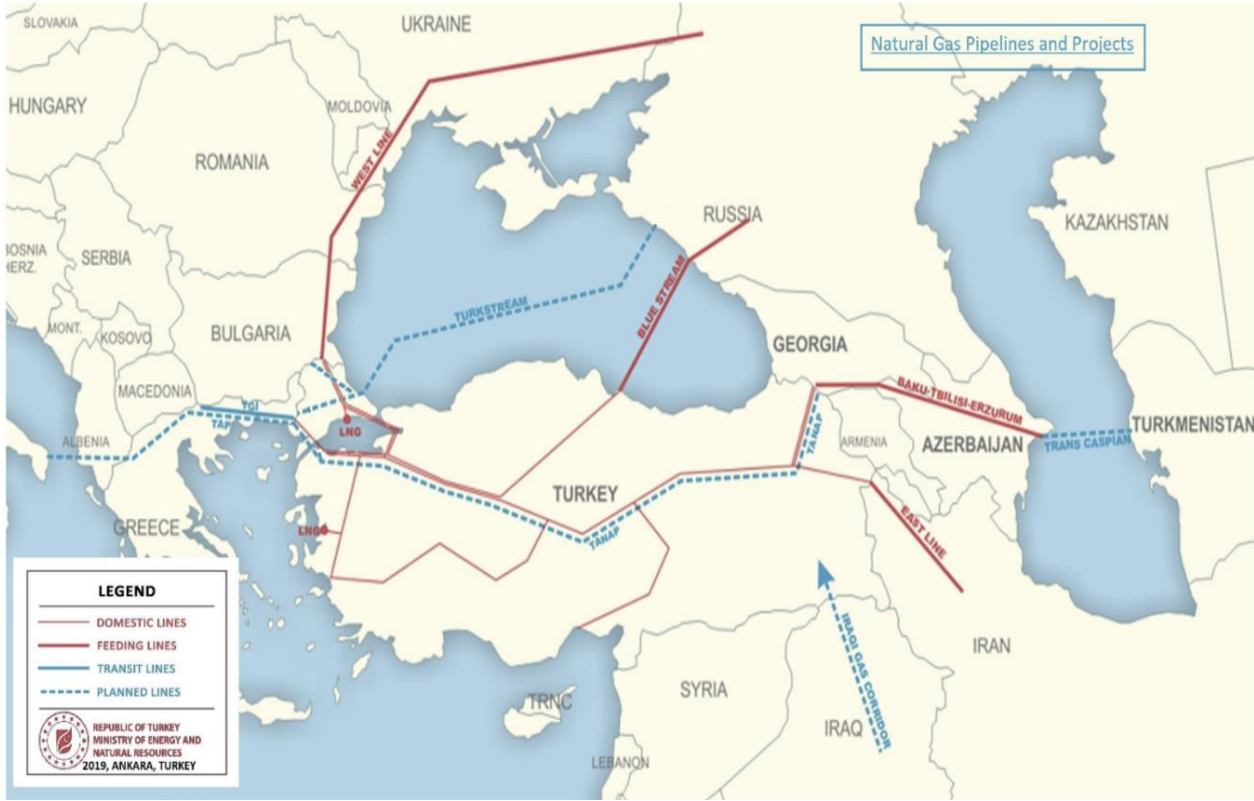 SLOVAKIA
UKRAINE
Natural Gas Pipelines and Projects
HUNGARY
MOLDOVIA
ROMANIA
WEST LINE
RUSSIA
KAZAKHSTAN
BOSNIA
HERZ.
SERBIA
TURKSTREAM
BLUE STREAM
MONT.
KOSOVO
BULGARIA
GEORGIA
MACEDONIA
BAKU-TBILISI-ERZURUM
TGI
TAP
LNG
TANAP
ARMENIA
AZERBAIJAN
TRANS CASPIAN
TURKMENISTAN
ALBENIA
TURKEY
GREECE
LNG
TANAP
EAST LINE
LEGEND
DOMESTIC LINES
FEEDING LINES
TRANSIT LINES
PLANNED LINES
REPUBLIC OF TURKEY
MINISTRY OF ENERGY AND
NATURAL RESOURCES
2019, ANKARA, TURKEY
IRAQI GAS CORRIDOR
IRAN
TRNC
SYRIA
IRAQ
LEBANON